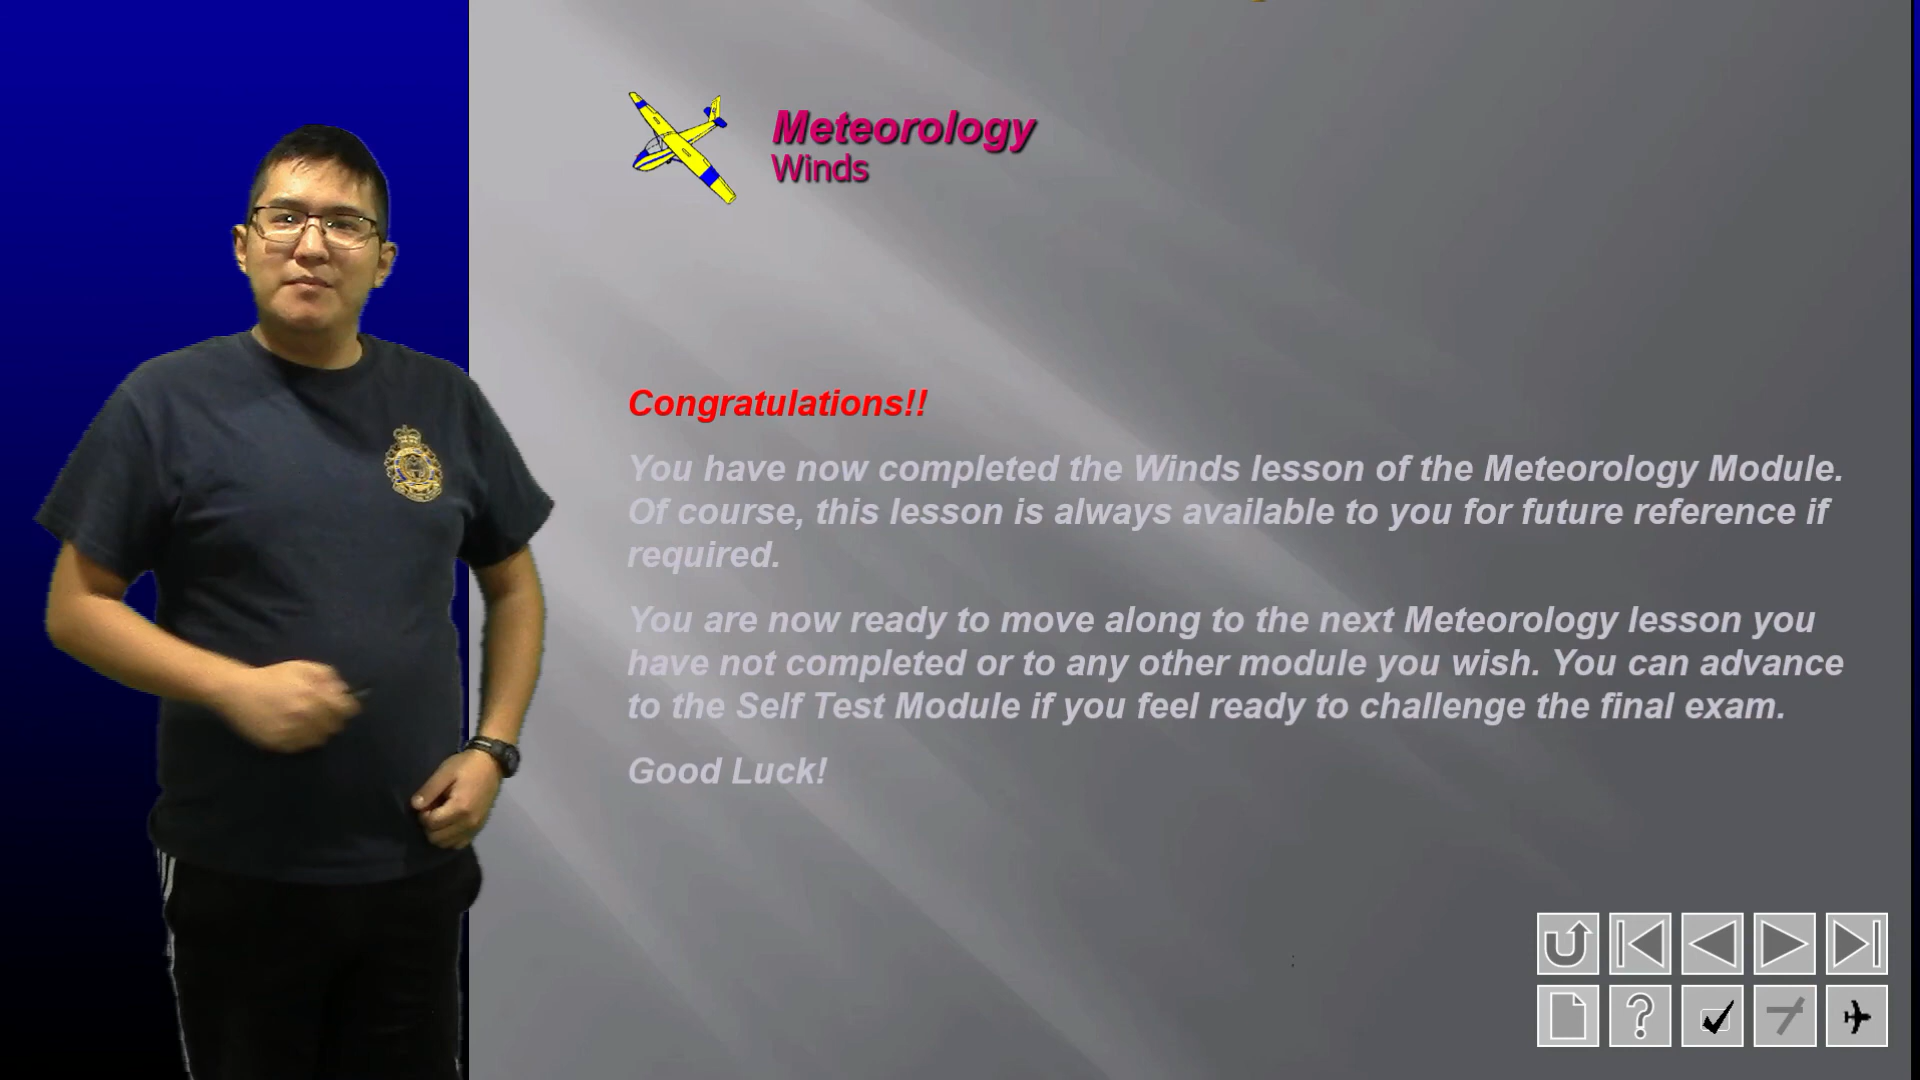 Meteorology
Winds
Congratulations!!
You have now completed the Winds lesson of the Meteorology Module.
Of course, this lesson is always available to you for future reference if
required.
You are now ready to move along to the next Meteorology lesson you
have not completed or to any other module you wish. You can advance
to the Self Test Module if you feel ready to challenge the final exam.
Good Luck!
?